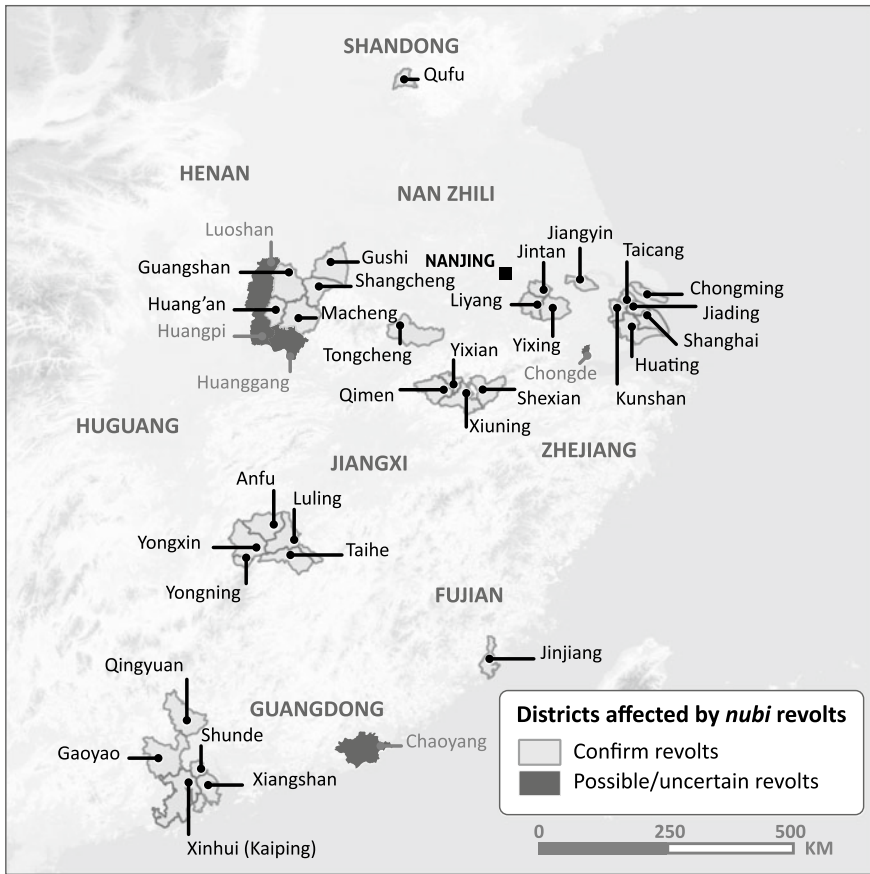 SHANDONG
Qufu
HENAN
NAN ZHILI
Luoshan
Gushi
Guangshan
Shangcheng
Huang’an
Macheng
Huangpi
Huanggang
Tongcheng
NANJING
Jiangyin
Jintan
Taicang
Liyang
Chongming
Jiading
Yixing
Shanghai
Huating
Chongde
Kunshan
Yixian
Qimen
Shexian
Xiuning
HUGUANG
ZHEJIANG
JIANGXI
Anfu
Luling
Yongxin
Taihe
Yongning
FUJIAN
Jinjiang
Qingyuan
GUANGDONG
Shunde
Gaoyao
Chaoyang
Xiangshan
Xinhui (Kaiping)
Districts affected by nubi revolts
Confirm revolts
Possible/uncertain revolts
0 250 500
KM